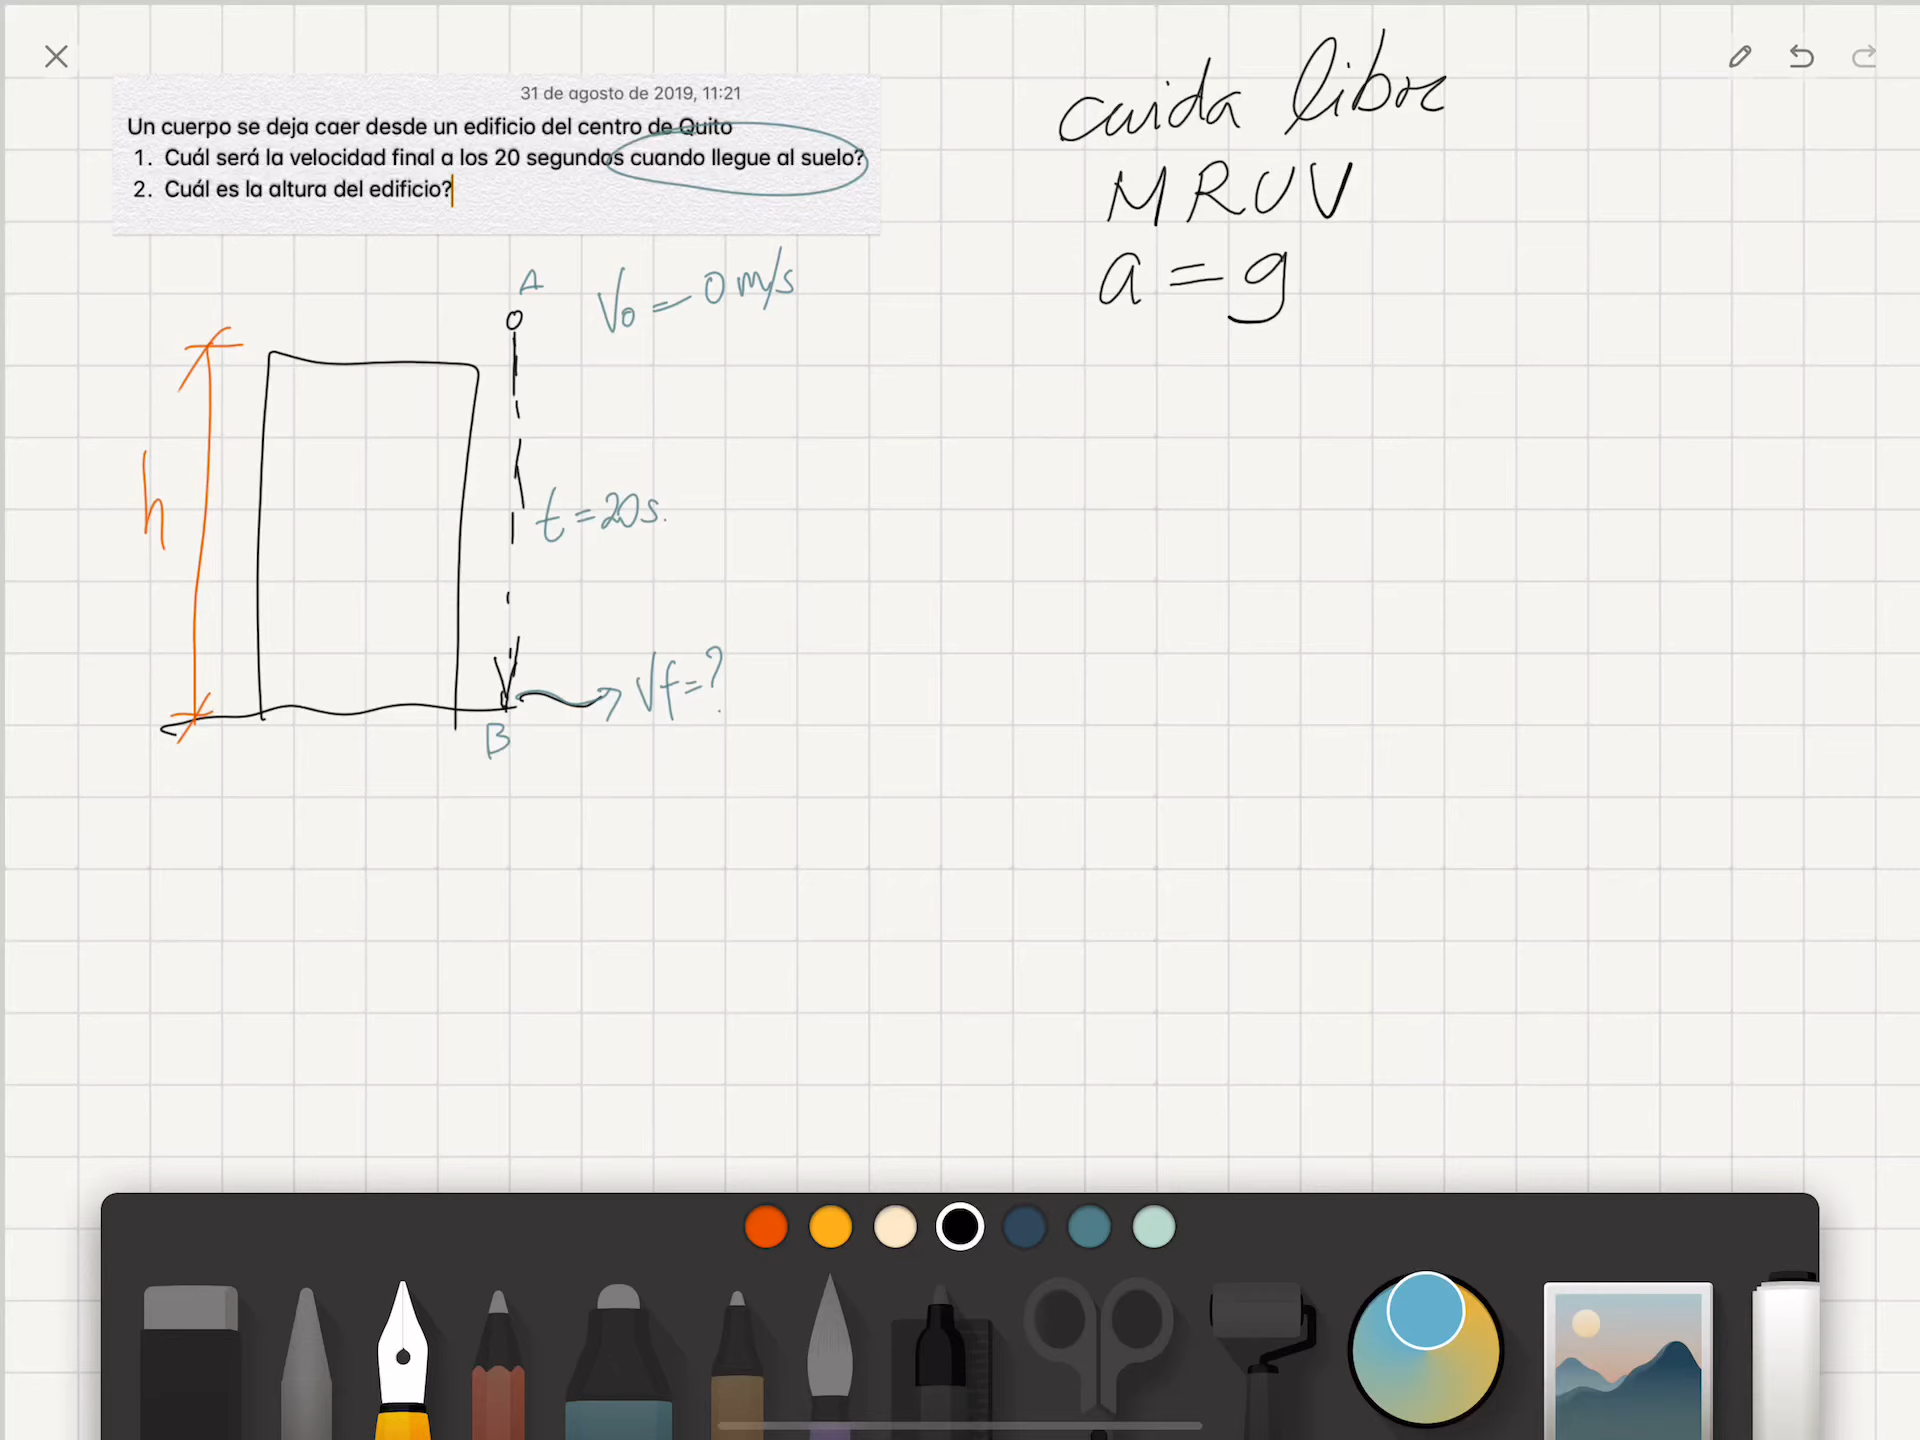 31 de agosto de 2019, 11:21
Un cuerpo se deja caer desde un edificio del centro de Quito
1. Cuál será la velocidad final a los 20 segundos cuando llegue al suelo?
2. Cuál es la altura del edificio?
caida libre
MRUV
a = g
A
Vo = 0 m/s
h
t = 20s.
Vf = ?
B